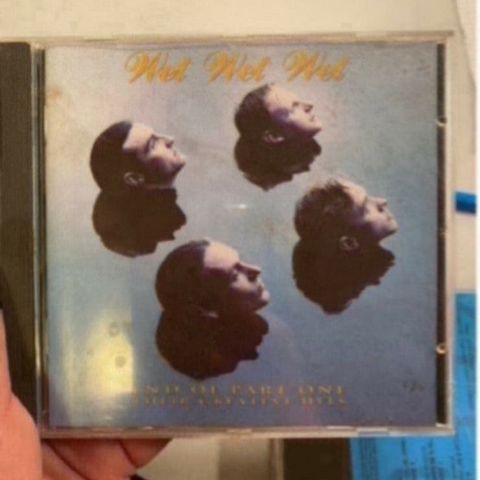 Wet Wet Wet
END OF PART ONE
THEIR GREATEST HITS